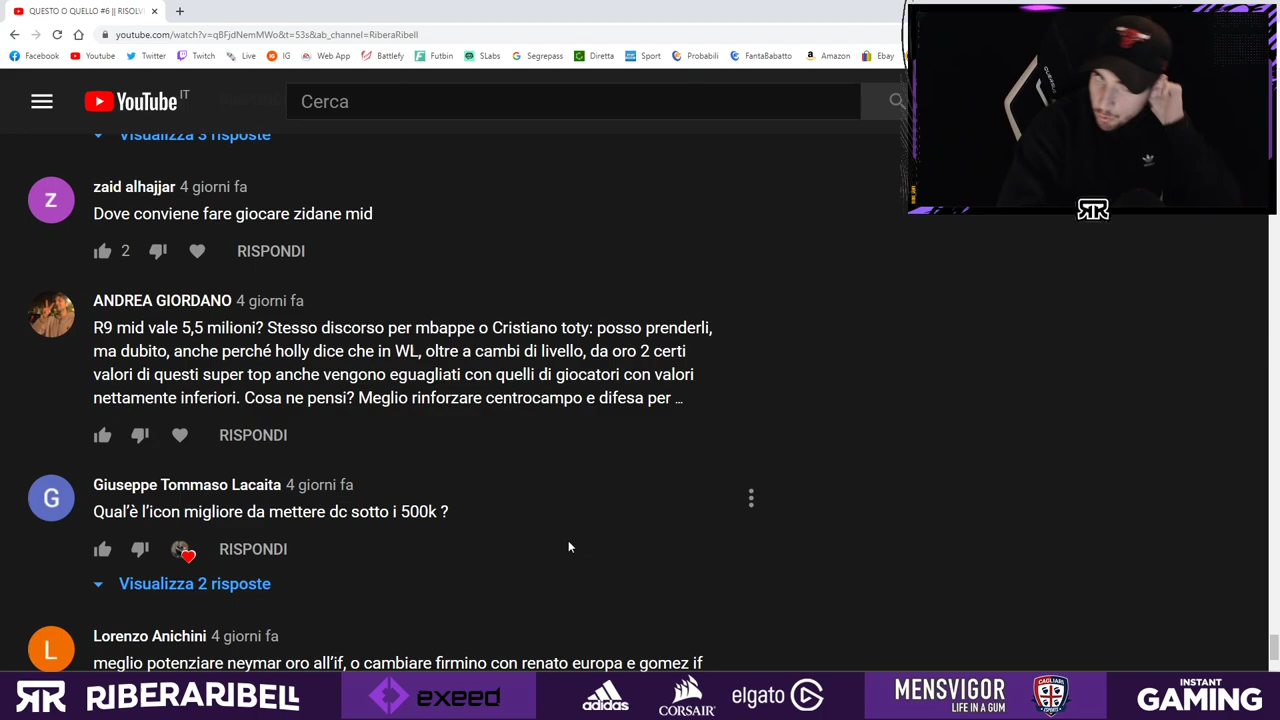 QUESTO O QUELLO #6 || RISOLV
youtube.com/watch?v=qBFjdNemMWo&t=53s&ab_channel=RiberaRibell
Facebook Youtube Twitter Twitch Live IG Web App Battlefy Futbin SLabs Segrepass Diretta Sport Probabili FantaBabatto Amazon Ebay
YouTube IT
Cerca
Visualizza 3 risposte
Z
zaid alhajjar 4 giorni fa
Dove conviene fare giocare zidane mid
2 RISPONDI
ANDREA GIORDANO 4 giorni fa
R9 mid vale 5,5 milioni? Stesso discorso per mbappe o Cristiano toty: posso prenderli,
ma dubito, anche perché holly dice che in WL, oltre a cambi di livello, da oro 2 certi
valori di questi super top anche vengono eguagliati con quelli di giocatori con valori
nettamente inferiori. Cosa ne pensi? Meglio rinforzare centrocampo e difesa per ...
RISPONDI
G
Giuseppe Tommaso Lacaita 4 giorni fa
Qual'è l'icon migliore da mettere dc sotto i 500k ?
RISPONDI
Visualizza 2 risposte
L
Lorenzo Anichini 4 giorni fa
meglio potenziare neymar oro all'if, o cambiare firmino con renato europa e gomez if
RR RIBERARIBELL exeed adidas CORSAIR elgato MENSVIGOR LIFE IN A GUM CAGLIARI ESPORTS INSTANT GAMING